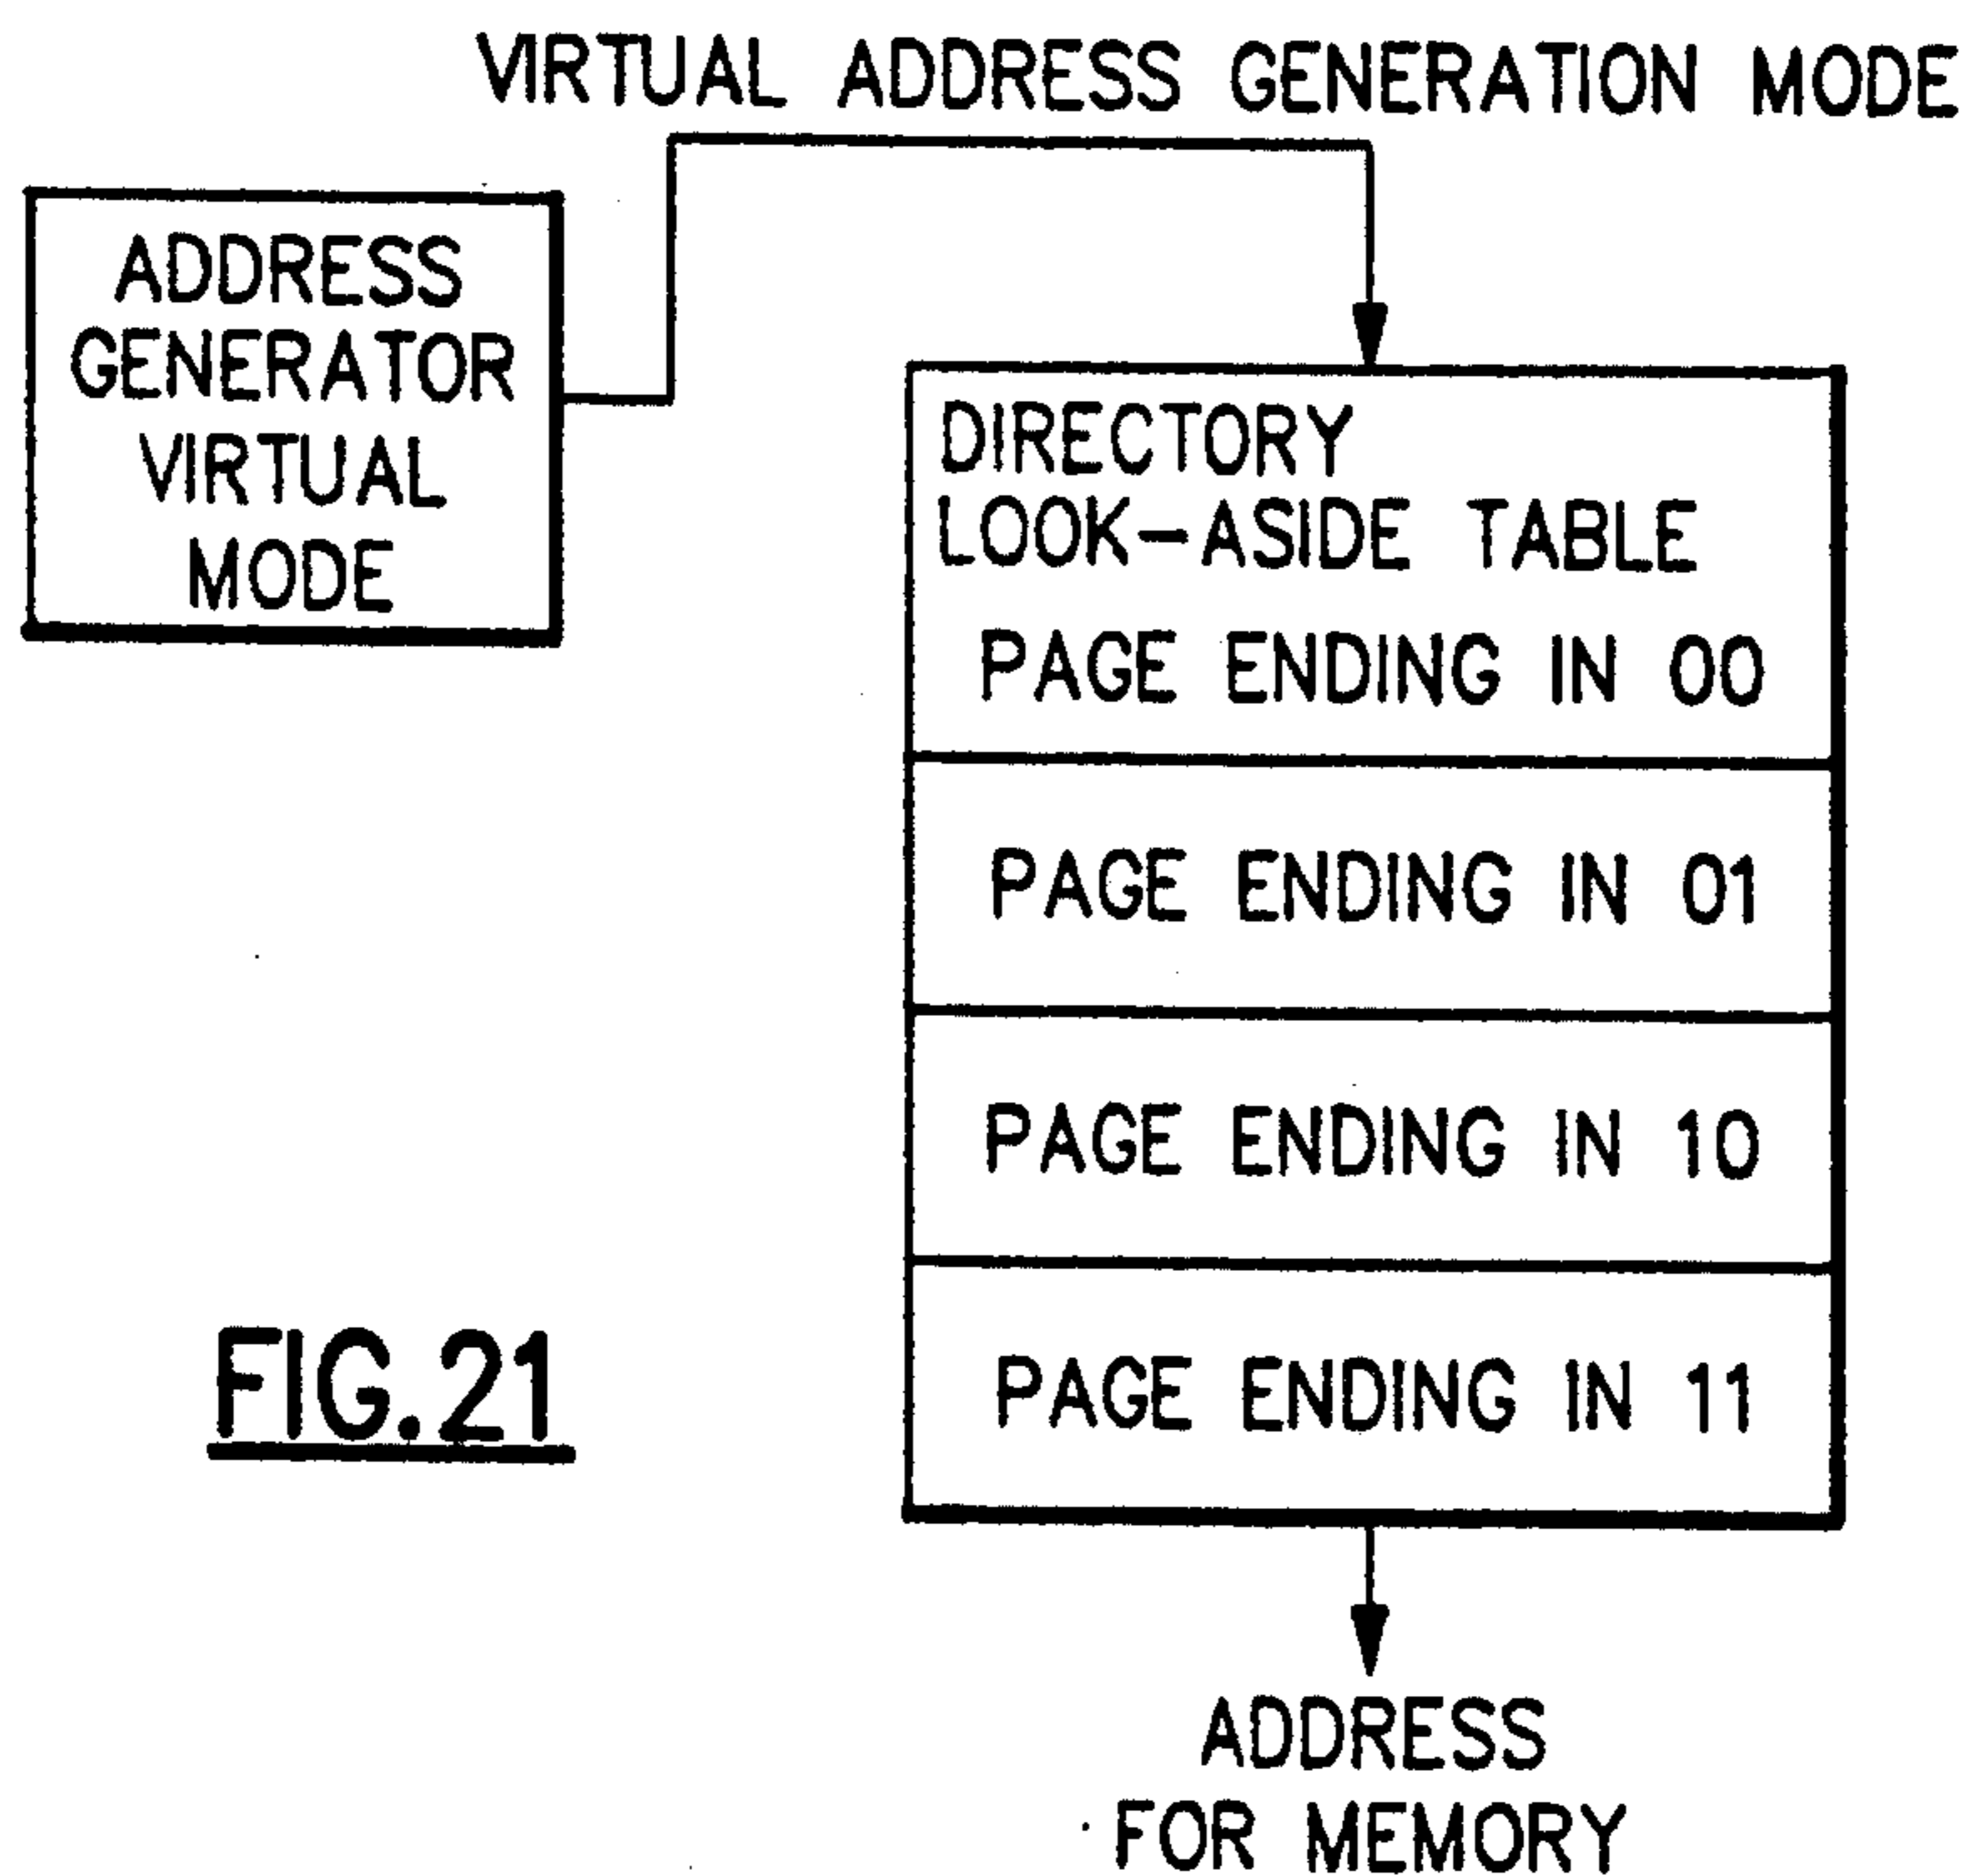 VIRTUAL ADDRESS GENERATION MODE
ADDRESS
GENERATOR
VIRTUAL
MODE
DIRECTORY
LOOK-ASIDE TABLE
PAGE ENDING IN 00
PAGE ENDING IN 01
PAGE ENDING IN 10
PAGE ENDING IN 11
FIG.21
ADDRESS
FOR MEMORY